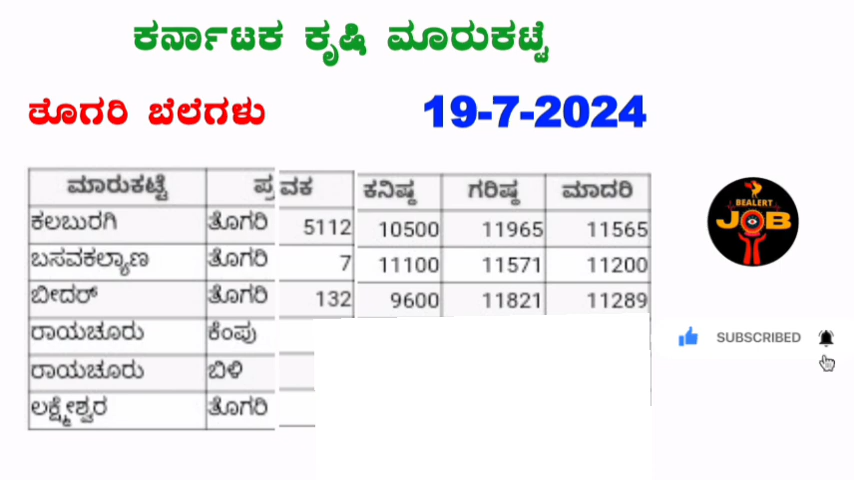 ಕರ್ನಾಟಕ ಕೃಷಿ ಮಾರುಕಟ್ಟೆ
ತೊಗರಿ ಬೆಲೆಗಳು 19-7-2024
ಮಾರುಕಟ್ಟೆ ಪ್ರ ವಕ ಕನಿಷ್ಠ ಗರಿಷ್ಠ ಮಾದರಿ
ಕಲಬುರಗಿ ತೊಗರಿ 5112 10500 11965 11565
ಬಸವಕಲ್ಯಾಣ ತೊಗರಿ 7 11100 11571 11200
ಬೀದರ್ ತೊಗರಿ 132 9600 11821 11289
ರಾಯಚೂರು ಕೆಂಪು
ರಾಯಚೂರು ಬಿಳಿ
ಲಕ್ಷ್ಮೇಶ್ವರ ತೊಗರಿ
BEALERT
JOB
SUBSCRIBED